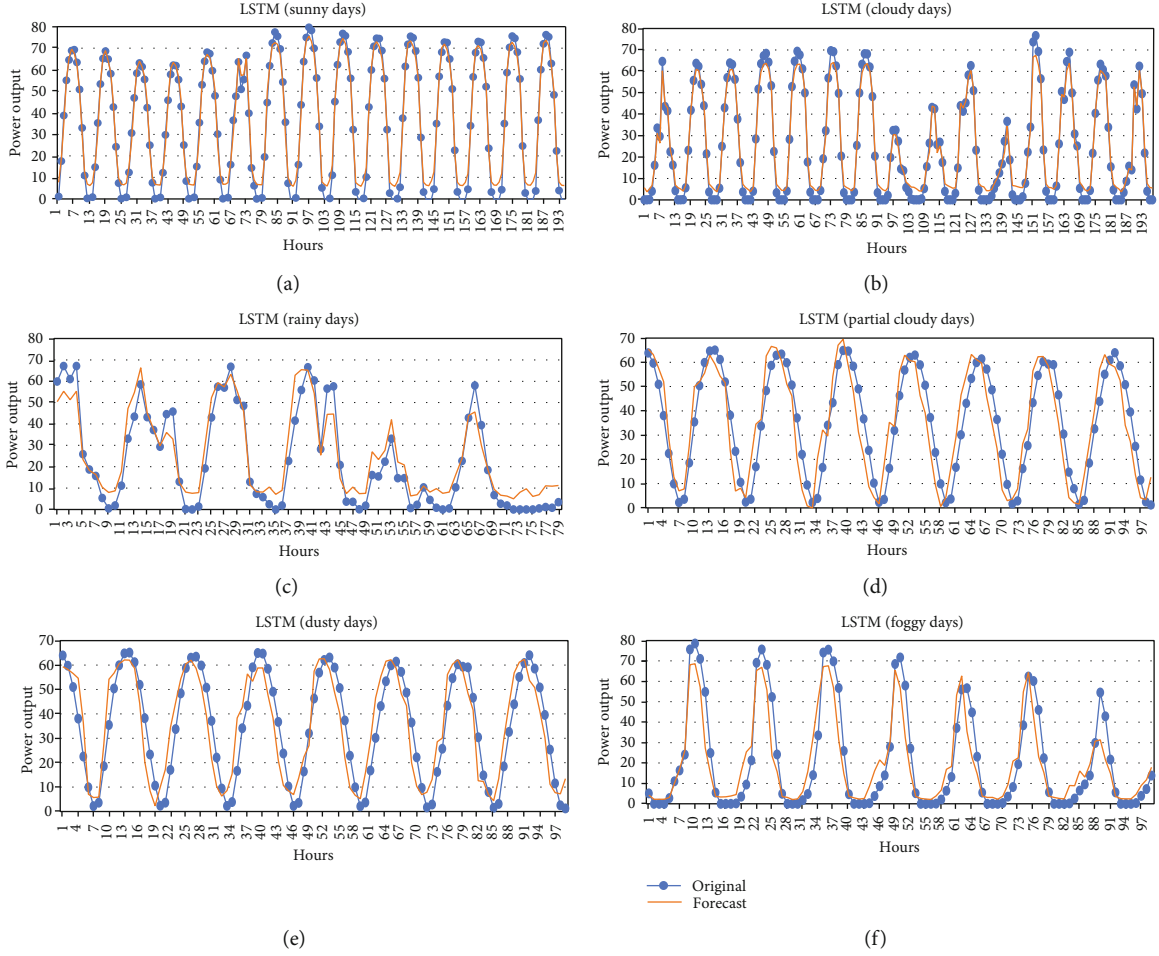 LSTM (sunny days)
80
70
60
50
40
30
20
10
0
Power output
1 7 13 19 25 31 37 43 49 55 61 67 73 79 85 91 97 103 109 115 121 127 133 139 145 151 157 163 169 175 181 187 193
Hours
(a)
LSTM (cloudy days)
80
70
60
50
40
30
20
10
0
Power output
1 7 13 19 25 31 37 43 49 55 61 67 73 79 85 91 97 103 109 115 121 127 133 139 145 151 157 163 169 175 181 187 193
Hours
(b)
LSTM (rainy days)
80
70
60
50
40
30
20
10
0
Power output
1 3 5 7 9 11 13 15 17 19 21 23 25 27 29 31 33 35 37 39 41 43 45 47 49 51 53 55 57 59 61 63 65 67 69 71 73 75 77 79
Hours
(c)
LSTM (partial cloudy days)
70
60
50
40
30
20
10
0
Power output
1 4 7 10 13 16 19 22 25 28 31 34 37 40 43 46 49 52 55 58 61 64 67 70 73 76 79 82 85 88 91 94 97
Hours
(d)
LSTM (dusty days)
70
60
50
40
30
20
10
0
Power output
1 4 7 10 13 16 19 22 25 28 31 34 37 40 43 46 49 52 55 58 61 64 67 70 73 76 79 82 85 88 91 94 97
Hours
(e)
LSTM (foggy days)
80
70
60
50
40
30
20
10
0
Power output
1 4 7 10 13 16 19 22 25 28 31 34 37 40 43 46 49 52 55 58 61 64 67 70 73 76 79 82 85 88 91 94 97
Hours
Original
Forecast
(f)